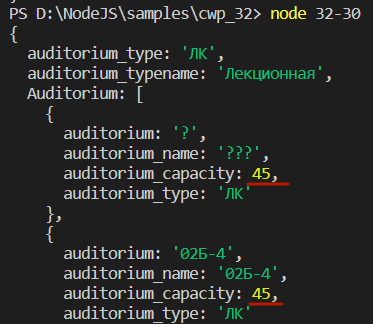 PS D:\NodeJS\samples\cwp_32> node 32-30
{
  auditorium_type: 'ЛК',
  auditorium_typename: 'Лекционная',
  Auditorium: [
    {
      auditorium: '?',
      auditorium_name: '???',
      auditorium_capacity: 45,
      auditorium_type: 'ЛК'
    },
    {
      auditorium: '02Б-4',
      auditorium_name: '02Б-4',
      auditorium_capacity: 45,
      auditorium_type: 'ЛК'